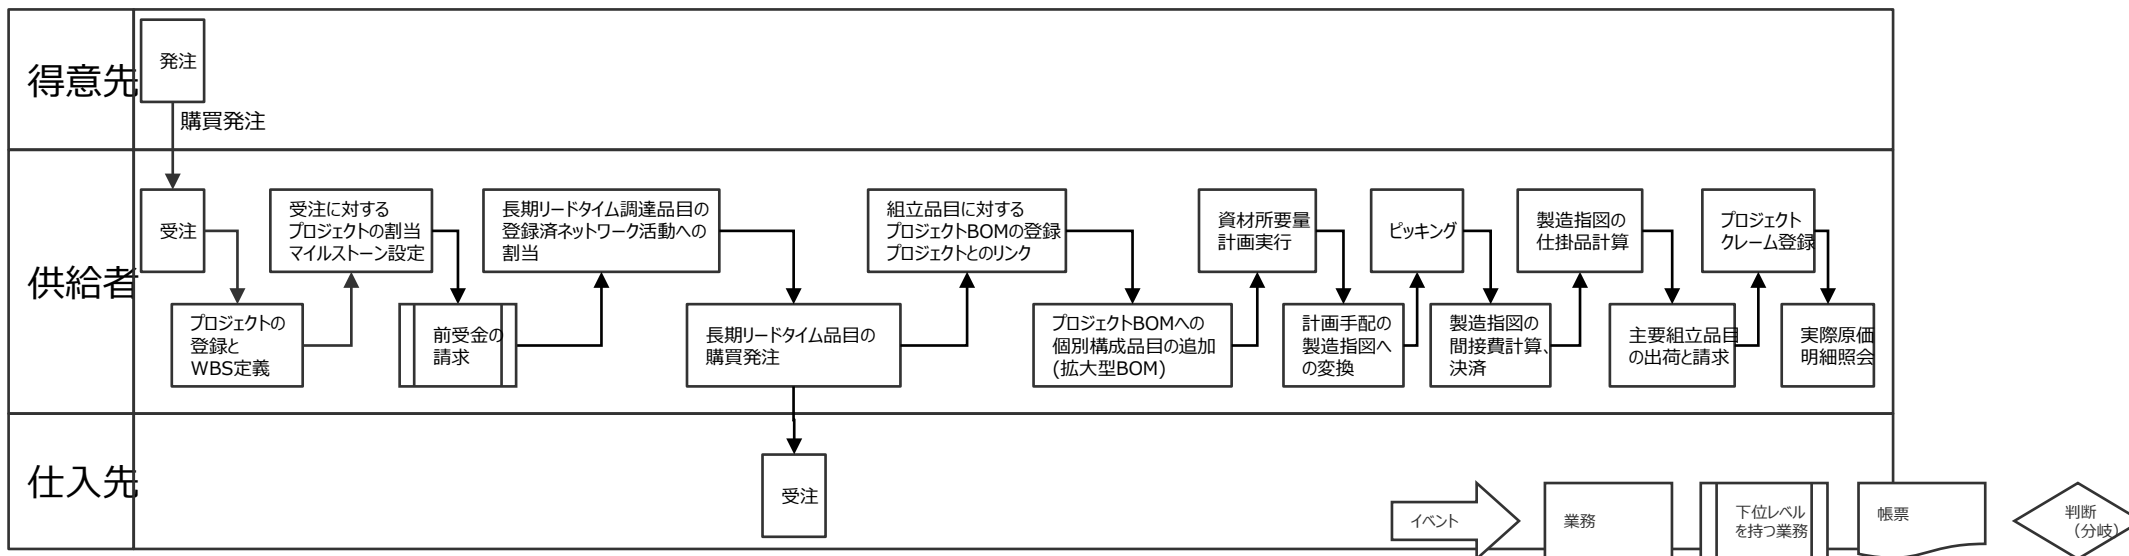 得意先
発注
購買発注
供給者
受注
プロジェクトの
登録と
WBS定義
受注に対する
プロジェクトの割当
マイルストーン設定
前受金の
請求
長期リードタイム調達品目の
登録済ネットワーク活動への
割当
長期リードタイム品目の
購買発注
組立品目に対する
プロジェクトBOMの登録
プロジェクトとのリンク
プロジェクトBOMへの
個別構成品目の追加
(拡大型BOM)
資材所要量
計画実行
計画手配の
製造指図へ
の変換
ピッキング
製造指図の
間接費計算、
決済
製造指図の
仕掛品計算
主要組立品目
の出荷と請求
プロジェクト
クレーム登録
実際原価
明細照会
仕入先
受注
イベント
業務
下位レベル
を持つ業務
帳票
判断
（分岐）